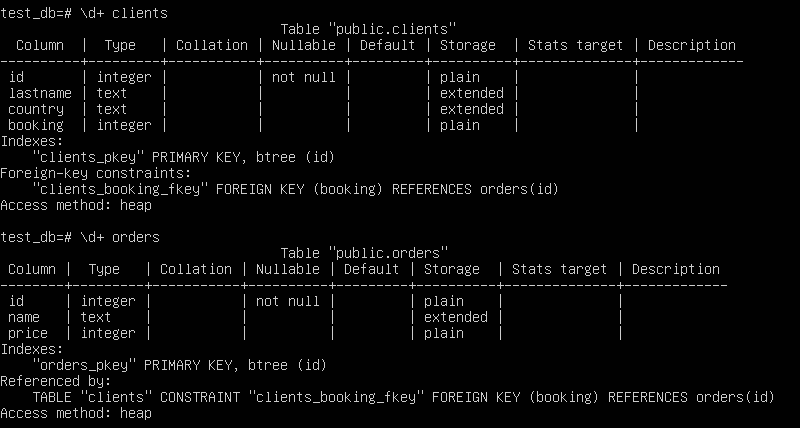 test_db=# \d+ clients
                                  Table "public.clients"
  Column  |  Type   | Collation | Nullable | Default | Storage  | Stats target | Description
----------+---------+-----------+----------+---------+----------+--------------+-------------
 id       | integer |           | not null |         | plain    |              |
 lastname | text    |           |          |         | extended |              |
 country  | text    |           |          |         | extended |              |
 booking  | integer |           |          |         | plain    |              |
Indexes:
    "clients_pkey" PRIMARY KEY, btree (id)
Foreign-key constraints:
    "clients_booking_fkey" FOREIGN KEY (booking) REFERENCES orders(id)
Access method: heap
test_db=# \d+ orders
                                  Table "public.orders"
 Column |  Type   | Collation | Nullable | Default | Storage  | Stats target | Description
--------+---------+-----------+----------+---------+----------+--------------+-------------
 id     | integer |           | not null |         | plain    |              |
 name   | text    |           |          |         | extended |              |
 price  | integer |           |          |         | plain    |              |
Indexes:
    "orders_pkey" PRIMARY KEY, btree (id)
Referenced by:
    TABLE "clients" CONSTRAINT "clients_booking_fkey" FOREIGN KEY (booking) REFERENCES orders(id)
Access method: heap